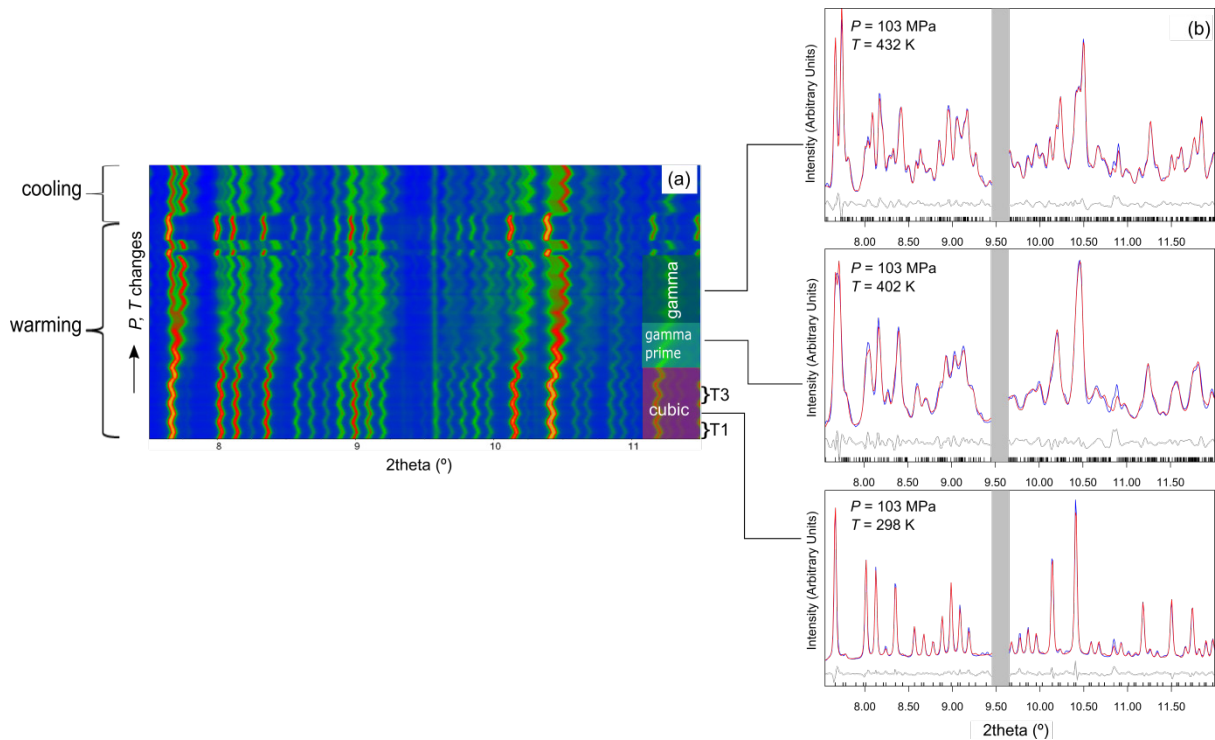 (a)
cooling
warming
P, T changes
gamma
gamma
prime
cubic
T3
T1
8
9
10
11
2theta (º)
(b)
P = 103 MPa
T = 432 K
Intensity (Arbitrary Units)
8.00 8.50 9.00 9.50 10.00 10.50 11.00 11.50
P = 103 MPa
T = 402 K
Intensity (Arbitrary Units)
8.00 8.50 9.00 9.50 10.00 10.50 11.00 11.50
P = 103 MPa
T = 298 K
Intensity (Arbitrary Units)
8.00 8.50 9.00 9.50 10.00 10.50 11.00 11.50
2theta (º)